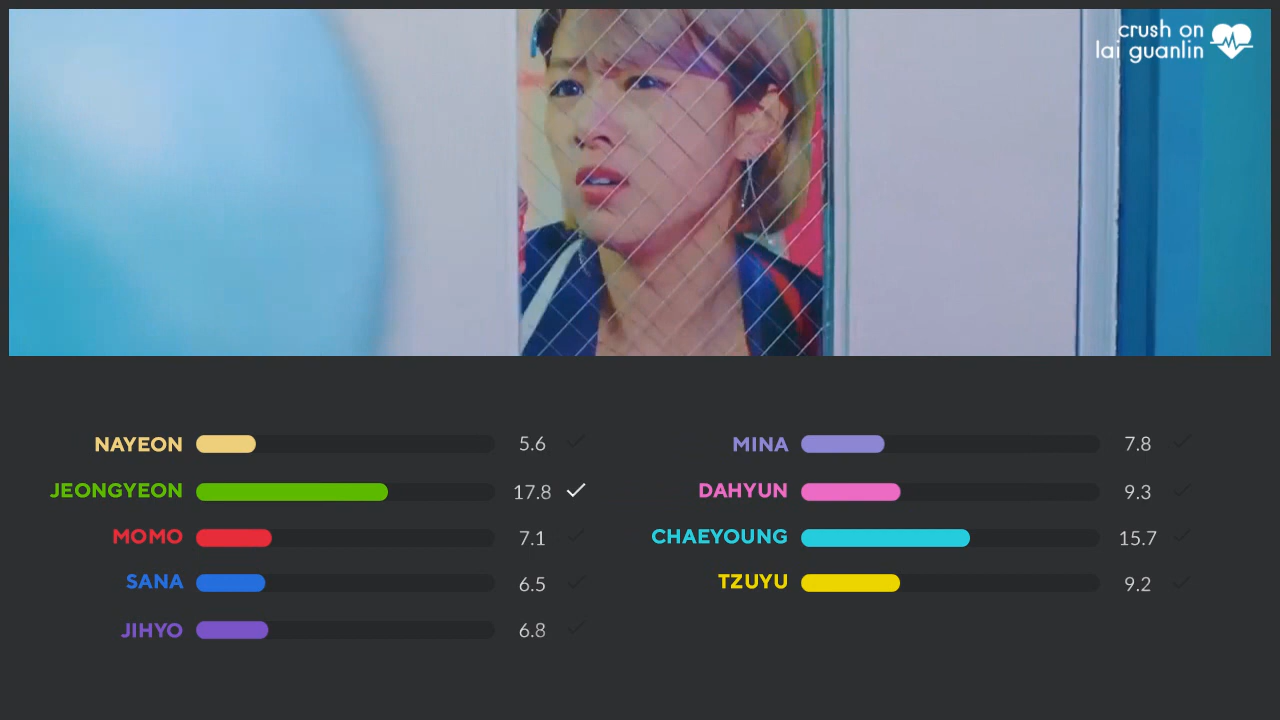 crush on
lai guanlin
NAYEON 5.6
JEONGYEON 17.8
MOMO 7.1
SANA 6.5
JIHYO 6.8
MINA 7.8
DAHYUN 9.3
CHAEYOUNG 15.7
TZUYU 9.2